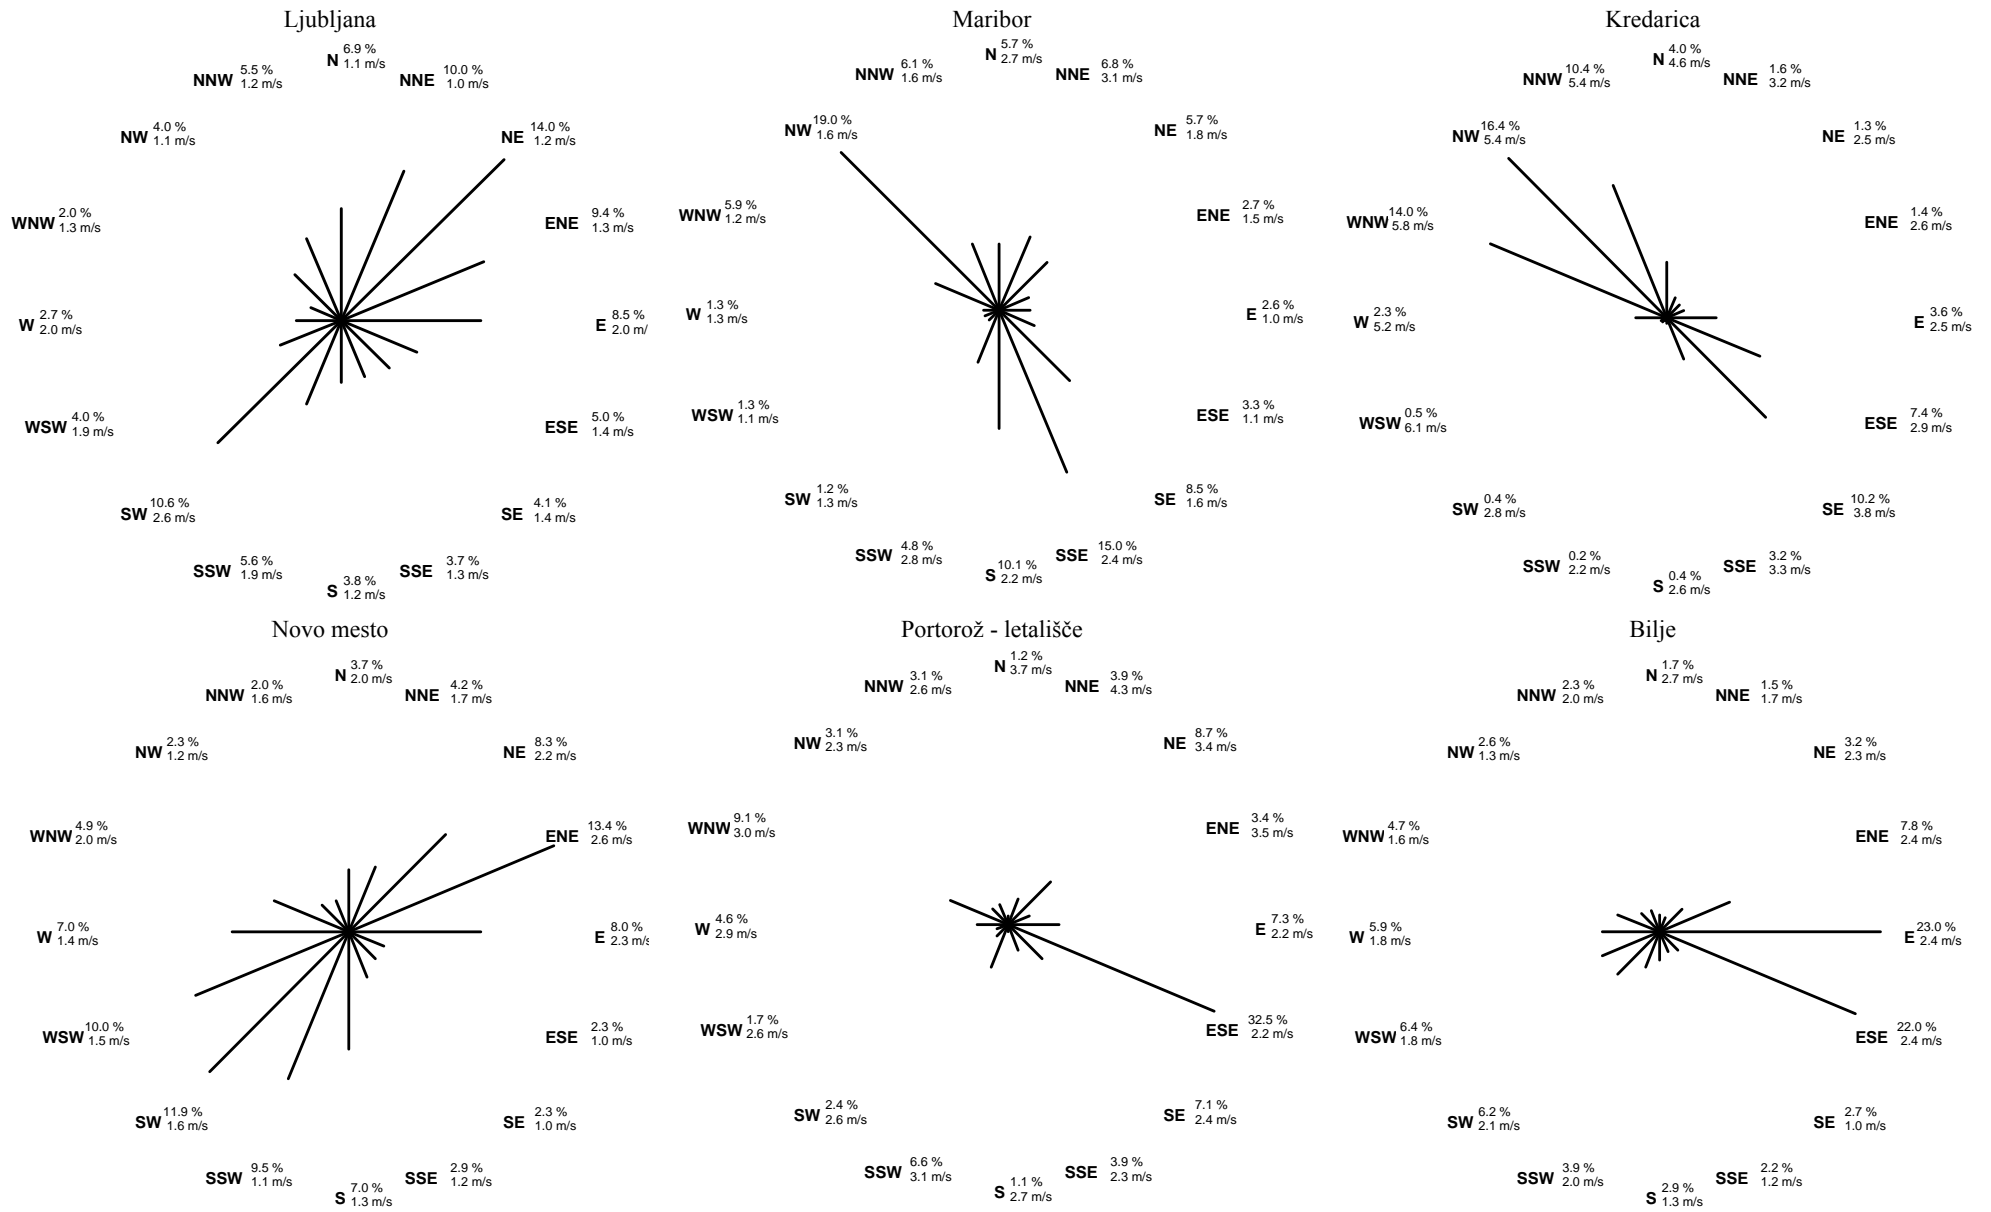 Ljubljana
N 6.9 %
1.1 m/s
NNE 10.0 %
1.0 m/s
NE 14.0 %
1.2 m/s
ENE 9.4 %
1.3 m/s
E 8.5 %
2.0 m/
ESE 5.0 %
1.4 m/s
SE 4.1 %
1.4 m/s
SSE 3.7 %
1.3 m/s
S 3.8 %
1.2 m/s
SSW 5.6 %
1.9 m/s
SW 10.6 %
2.6 m/s
WSW 4.0 %
1.9 m/s
W 2.7 %
2.0 m/s
WNW 2.0 %
1.3 m/s
NW 4.0 %
1.1 m/s
NNW 5.5 %
1.2 m/s
Maribor
N 5.7 %
2.7 m/s
NNE 6.8 %
3.1 m/s
NE 5.7 %
1.8 m/s
ENE 2.7 %
1.5 m/s
E 2.6 %
1.0 m/s
ESE 3.3 %
1.1 m/s
SE 8.5 %
1.6 m/s
SSE 15.0 %
2.4 m/s
S 10.1 %
2.2 m/s
SSW 4.8 %
2.8 m/s
SW 1.2 %
1.3 m/s
WSW 1.3 %
1.1 m/s
W 1.3 %
1.3 m/s
WNW 5.9 %
1.2 m/s
NW 19.0 %
1.6 m/s
NNW 6.1 %
1.6 m/s
Kredarica
N 4.0 %
4.6 m/s
NNE 1.6 %
3.2 m/s
NE 1.3 %
2.5 m/s
ENE 1.4 %
2.6 m/s
E 3.6 %
2.5 m/s
ESE 7.4 %
2.9 m/s
SE 10.2 %
3.8 m/s
SSE 3.2 %
3.3 m/s
S 0.4 %
2.6 m/s
SSW 0.2 %
2.2 m/s
SW 0.4 %
2.8 m/s
WSW 0.5 %
6.1 m/s
W 2.3 %
5.2 m/s
WNW 14.0 %
5.8 m/s
NW 16.4 %
5.4 m/s
NNW 10.4 %
5.4 m/s
Novo mesto
N 3.7 %
2.0 m/s
NNE 4.2 %
1.7 m/s
NE 8.3 %
2.2 m/s
ENE 13.4 %
2.6 m/s
E 8.0 %
2.3 m/s
ESE 2.3 %
1.0 m/s
SE 2.3 %
1.0 m/s
SSE 2.9 %
1.2 m/s
S 7.0 %
1.3 m/s
SSW 9.5 %
1.1 m/s
SW 11.9 %
1.6 m/s
WSW 10.0 %
1.5 m/s
W 7.0 %
1.4 m/s
WNW 4.9 %
2.0 m/s
NW 2.3 %
1.2 m/s
NNW 2.0 %
1.6 m/s
Portorož - letališče
N 1.2 %
3.7 m/s
NNE 3.9 %
4.3 m/s
NE 8.7 %
3.4 m/s
ENE 3.4 %
3.5 m/s
E 7.3 %
2.2 m/s
ESE 32.5 %
2.2 m/s
SE 7.1 %
2.4 m/s
SSE 3.9 %
2.3 m/s
S 1.1 %
2.7 m/s
SSW 6.6 %
3.1 m/s
SW 2.4 %
2.6 m/s
WSW 1.7 %
2.6 m/s
W 4.6 %
2.9 m/s
WNW 9.1 %
3.0 m/s
NW 3.1 %
2.3 m/s
NNW 3.1 %
2.6 m/s
Bilje
N 1.7 %
2.7 m/s
NNE 1.5 %
1.7 m/s
NE 3.2 %
2.3 m/s
ENE 7.8 %
2.4 m/s
E 23.0 %
2.4 m/s
ESE 22.0 %
2.4 m/s
SE 2.7 %
1.0 m/s
SSE 2.2 %
1.2 m/s
S 2.9 %
1.3 m/s
SSW 3.9 %
2.0 m/s
SW 6.2 %
2.1 m/s
WSW 6.4 %
1.8 m/s
W 5.9 %
1.8 m/s
WNW 4.7 %
1.6 m/s
NW 2.6 %
1.3 m/s
NNW 2.3 %
2.0 m/s